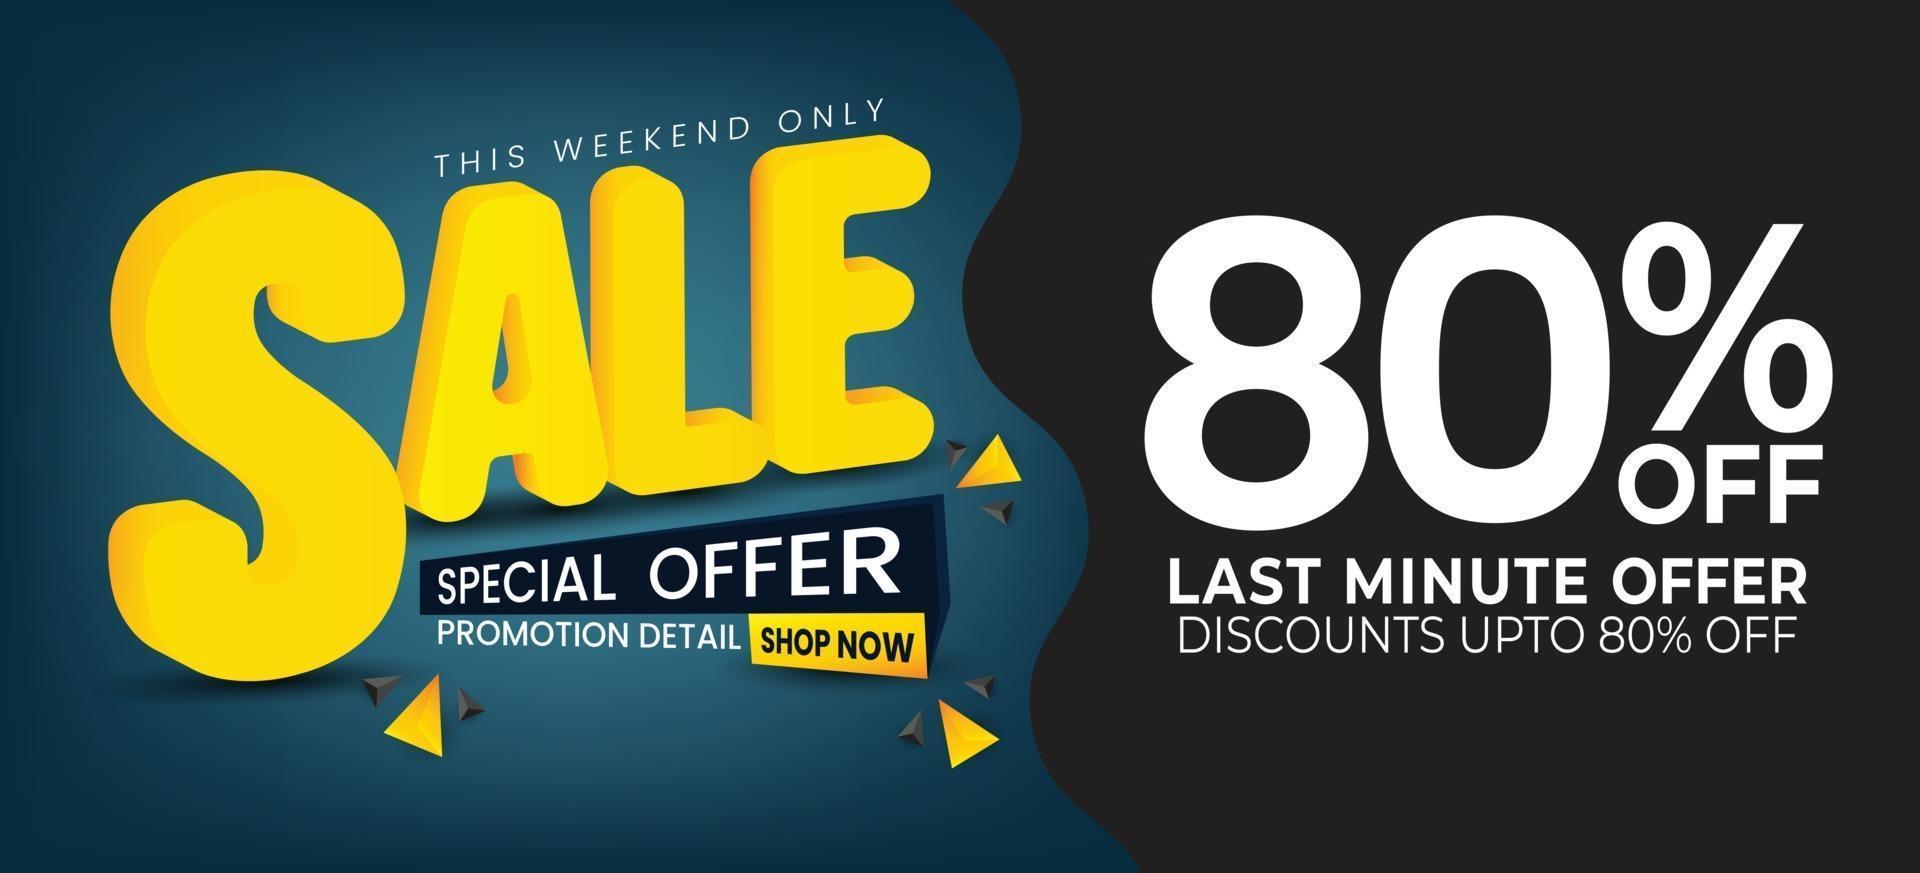 THIS WEEKEND ONLY
SALE
SPECIAL OFFER
PROMOTION DETAIL SHOP NOW
80%
OFF
LAST MINUTE OFFER
DISCOUNTS UPTO 80% OFF